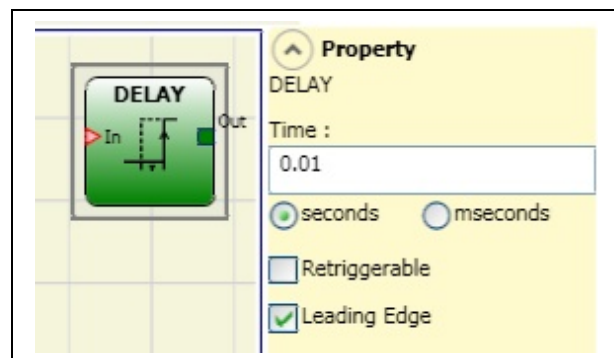 DELAY
In
Out
Property
DELAY
Time :
0.01
seconds mseconds
Retriggerable
Leading Edge